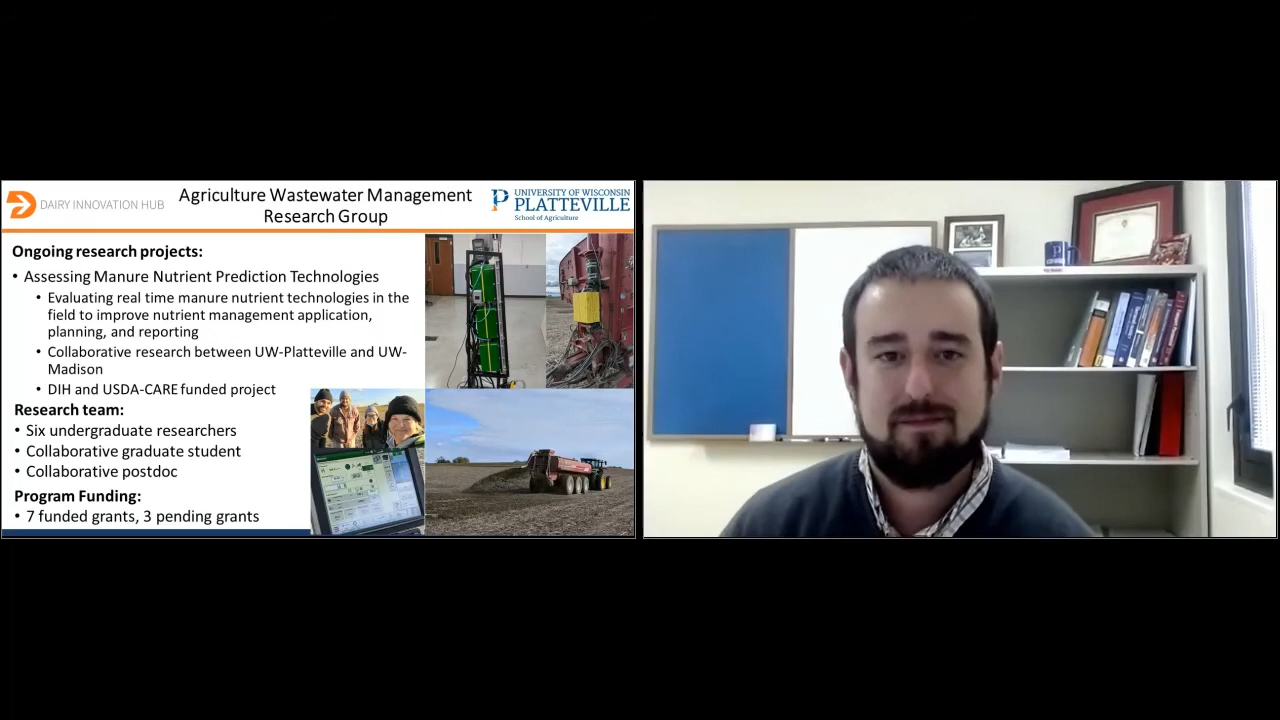 DAIRY INNOVATION HUB
Agriculture Wastewater Management
Research Group
UNIVERSITY OF WISCONSIN
PLATTEVILLE
School of Agriculture
Ongoing research projects:
• Assessing Manure Nutrient Prediction Technologies
• Evaluating real time manure nutrient technologies in the
field to improve nutrient management application,
planning, and reporting
• Collaborative research between UW-Platteville and UW-
Madison
• DIH and USDA-CARE funded project
Research team:
• Six undergraduate researchers
• Collaborative graduate student
• Collaborative postdoc
Program Funding:
• 7 funded grants, 3 pending grants